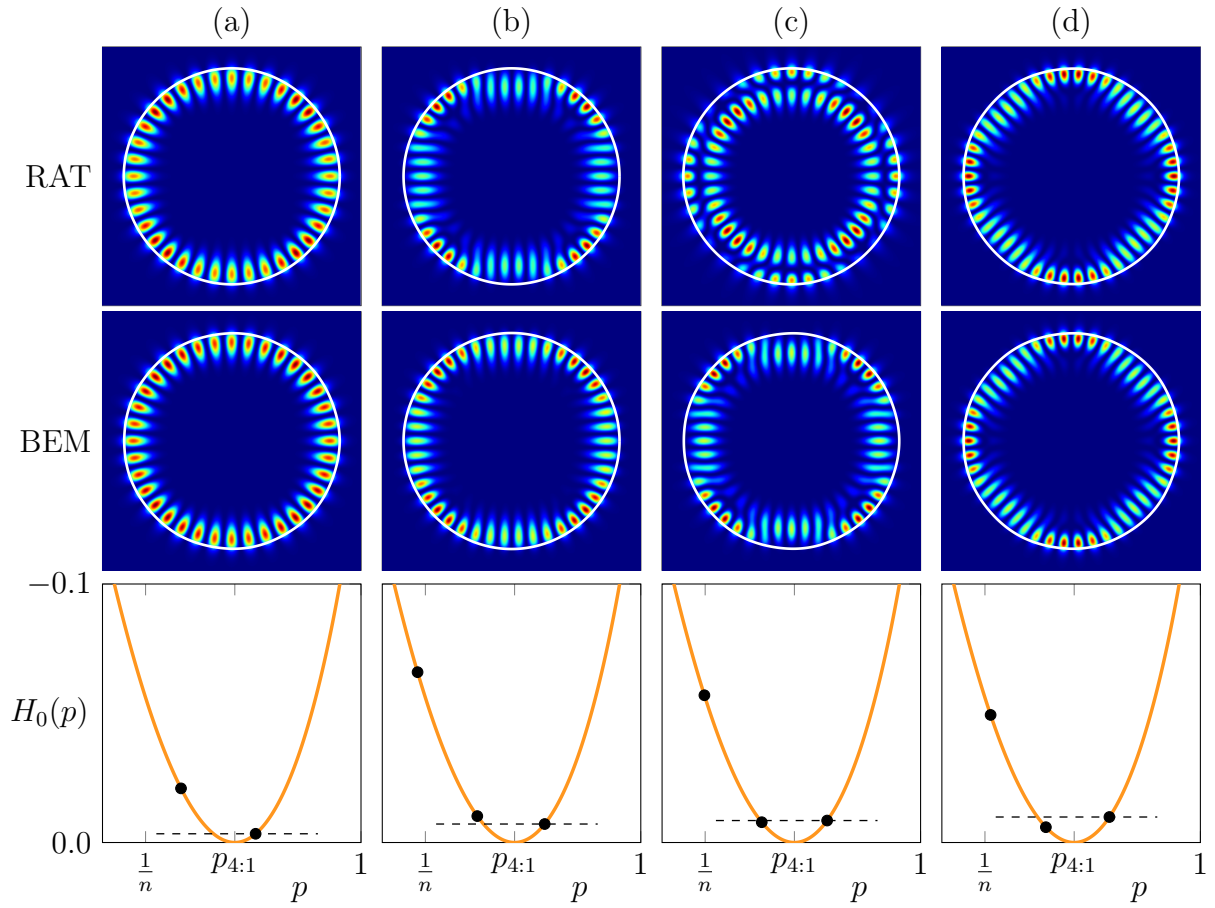 (a) (b) (c) (d)
RAT
BEM
−0.1
H₀(p)
0.0
1/n p₄:₁ 1 1/n p₄:₁ 1 1/n p₄:₁ 1 1/n p₄:₁ 1
p p p p